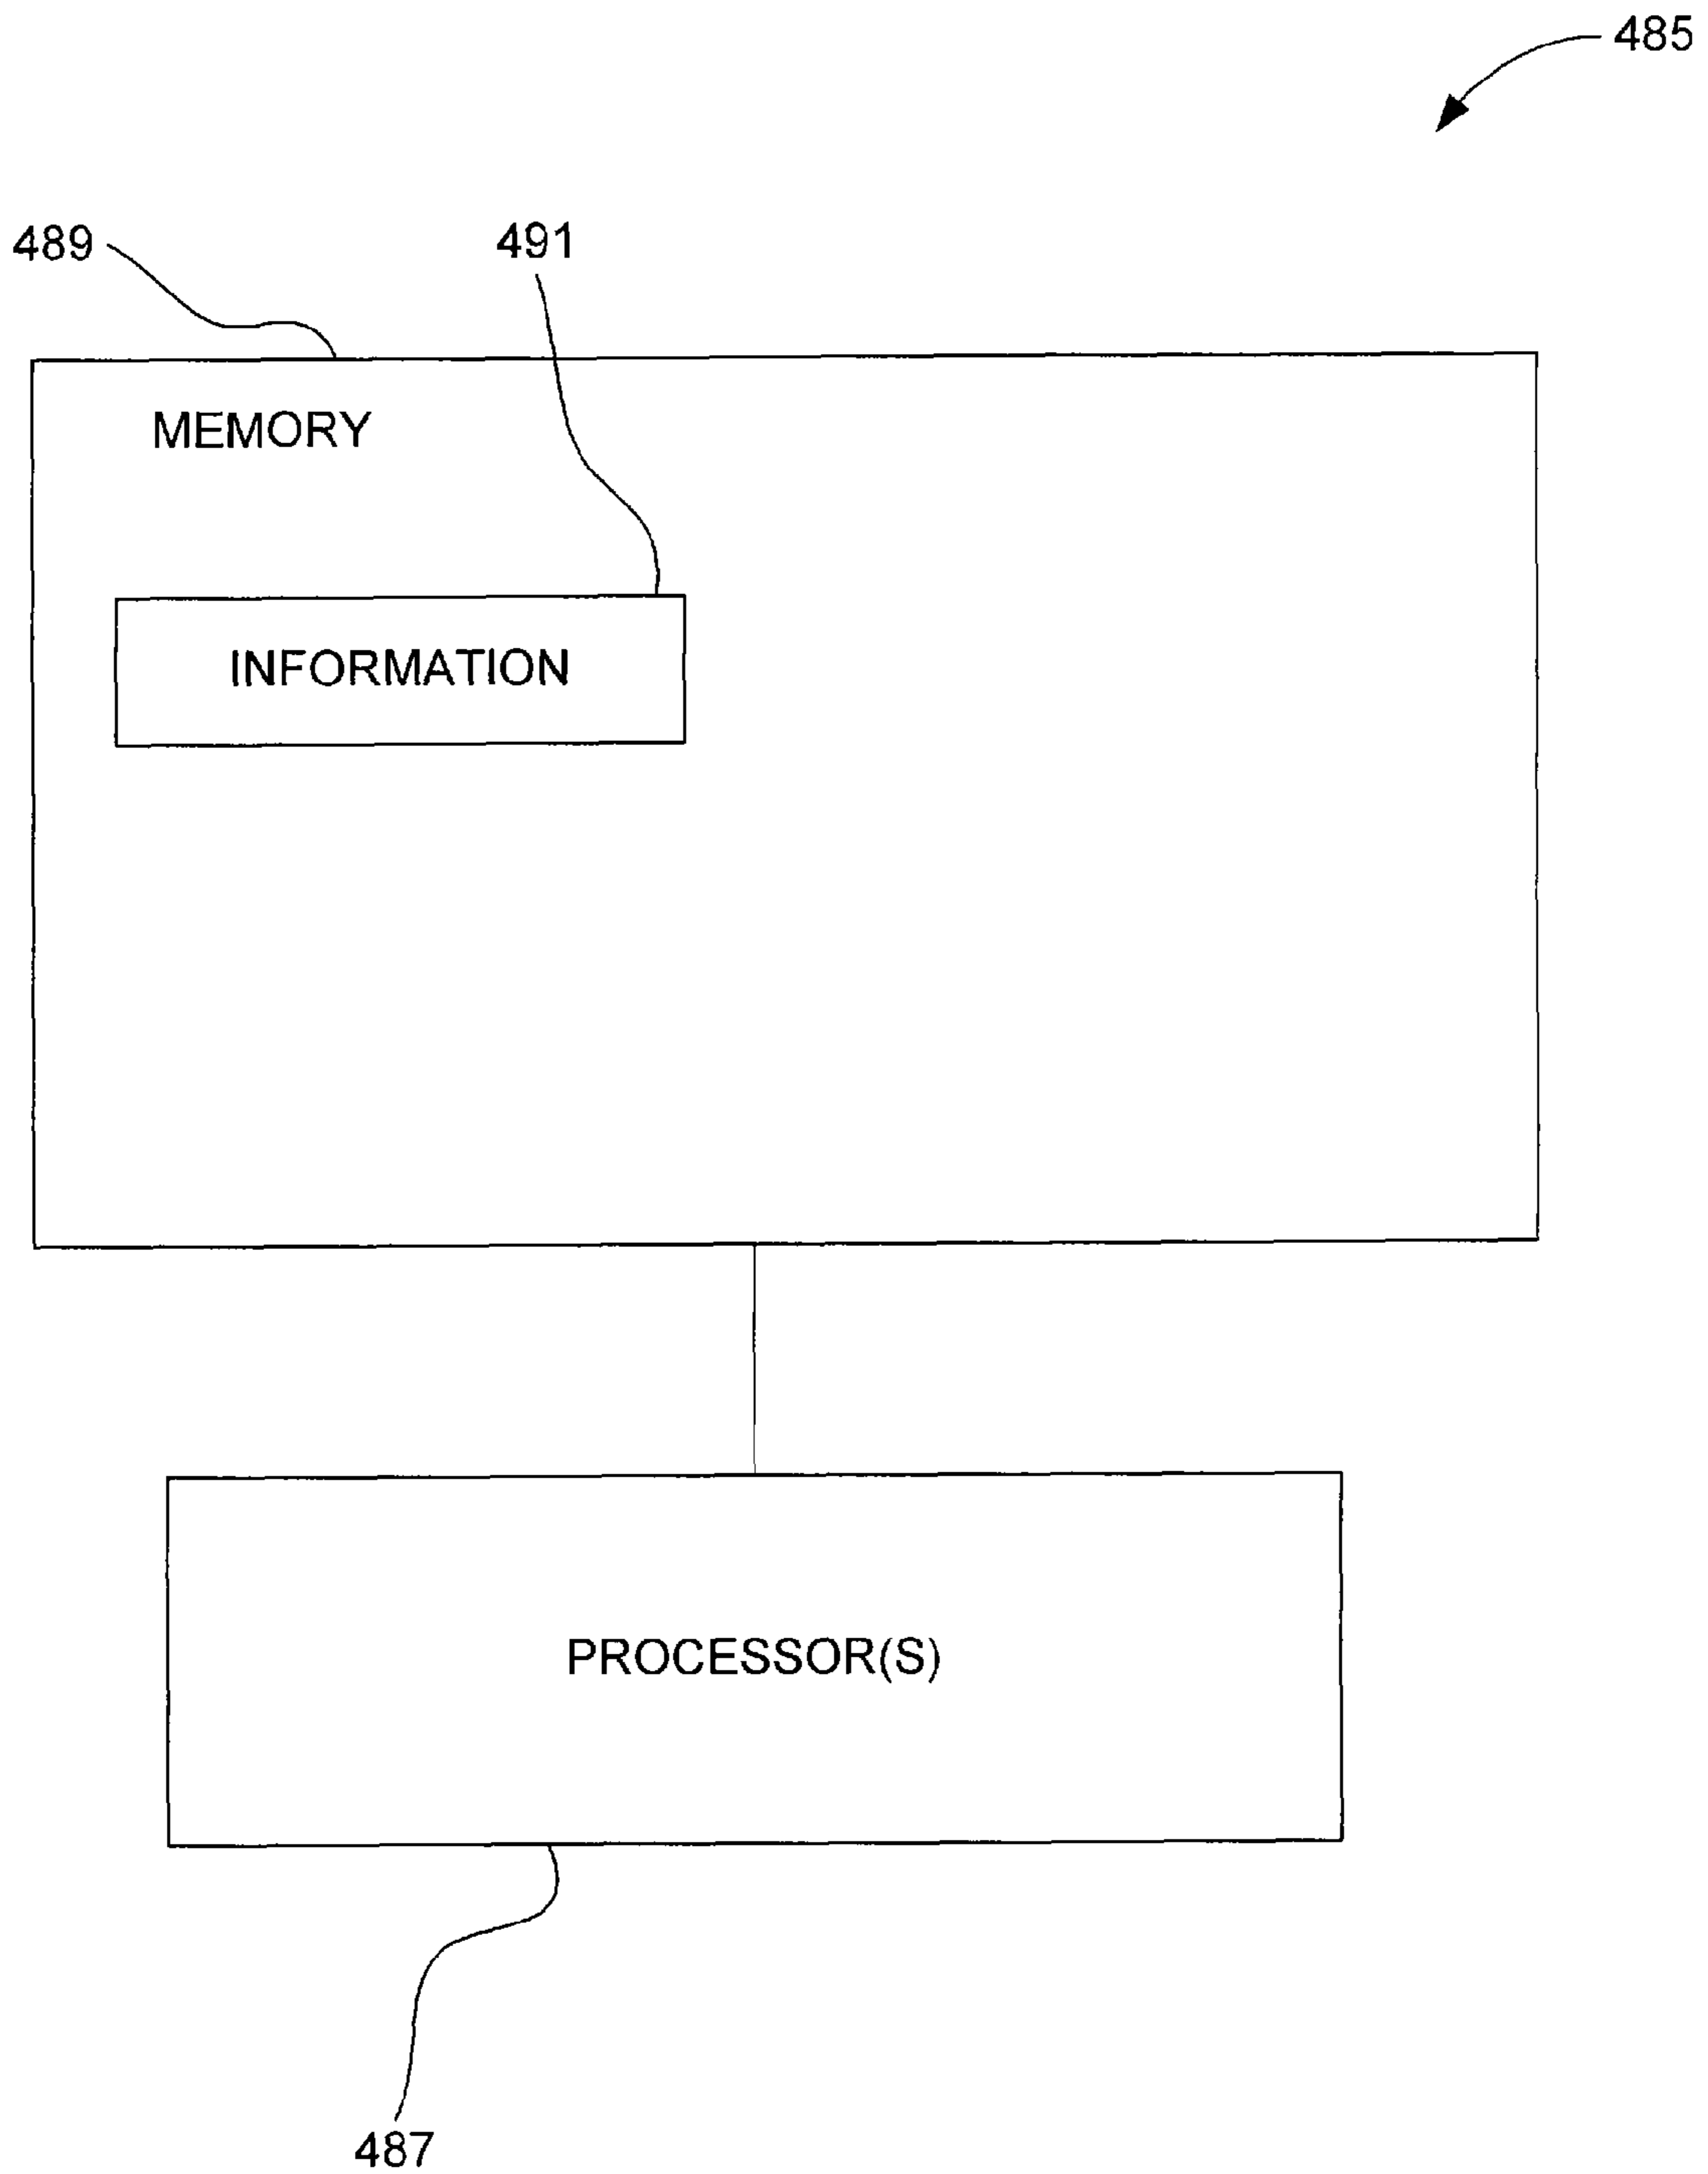 485
489
491
MEMORY
INFORMATION
PROCESSOR(S)
487